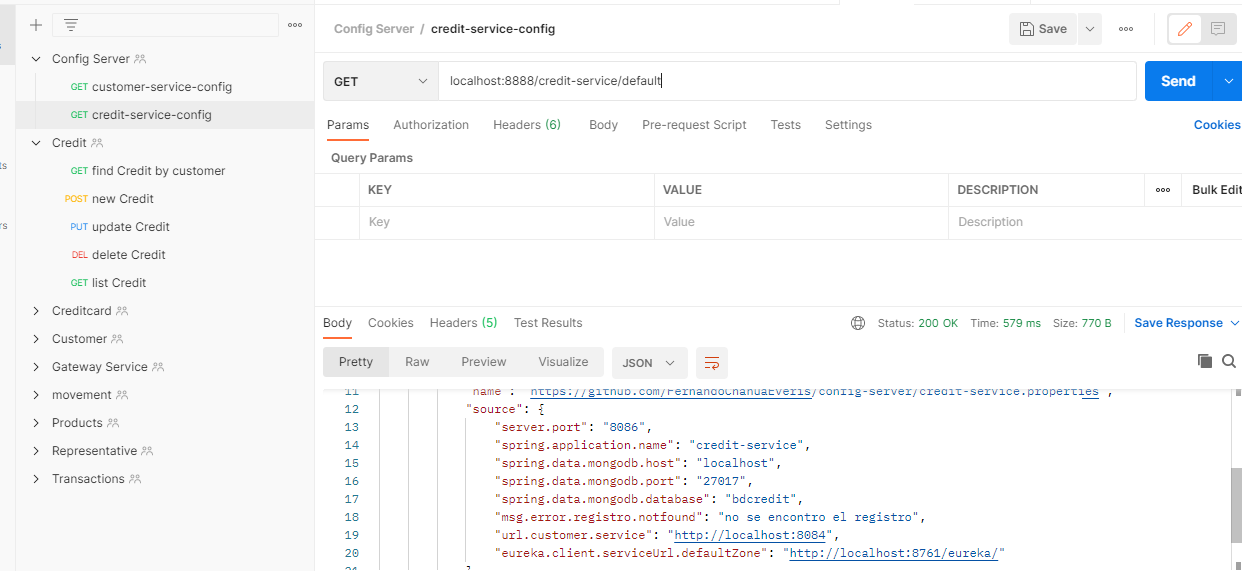 Config Server
GET customer-service-config
GET credit-service-config
Credit
GET find Credit by customer
POST new Credit
PUT update Credit
DEL delete Credit
GET list Credit
Creditcard
Customer
Gateway Service
movement
Products
Representative
Transactions
Config Server / credit-service-config
Save
GET
localhost:8888/credit-service/default
Send
Params Authorization Headers (6) Body Pre-request Script Tests Settings Cookies
Query Params
KEY VALUE DESCRIPTION Bulk Edit
Key Value Description
Body Cookies Headers (5) Test Results Status: 200 OK Time: 579 ms Size: 770 B Save Response
Pretty Raw Preview Visualize JSON
11 "name": "https://github.com/FernandoChanuaEveris/config-server/credit-service.properties",
12 "source": {
13 "server.port": "8086",
14 "spring.application.name": "credit-service",
15 "spring.data.mongodb.host": "localhost",
16 "spring.data.mongodb.port": "27017",
17 "spring.data.mongodb.database": "bdcredit",
18 "msg.error.registro.notfound": "no se encontro el registro",
19 "url.customer.service": "http://localhost:8084",
20 "eureka.client.serviceUrl.defaultZone": "http://localhost:8761/eureka/"
21 }